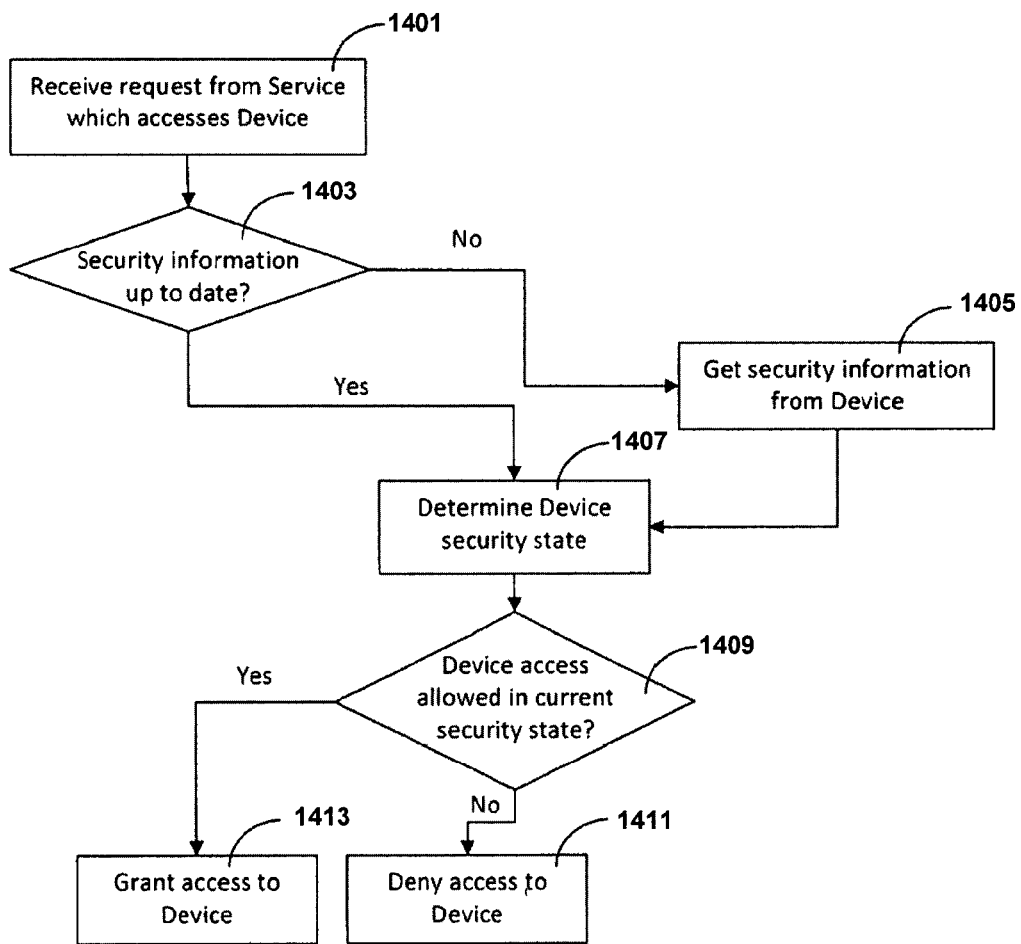 1401
Receive request from Service
which accesses Device
1403
Security information
up to date?
No
Yes
1405
Get security information
from Device
1407
Determine Device
security state
1409
Device access
allowed in current
security state?
Yes
No
1413
Grant access to
Device
1411
Deny access to
Device